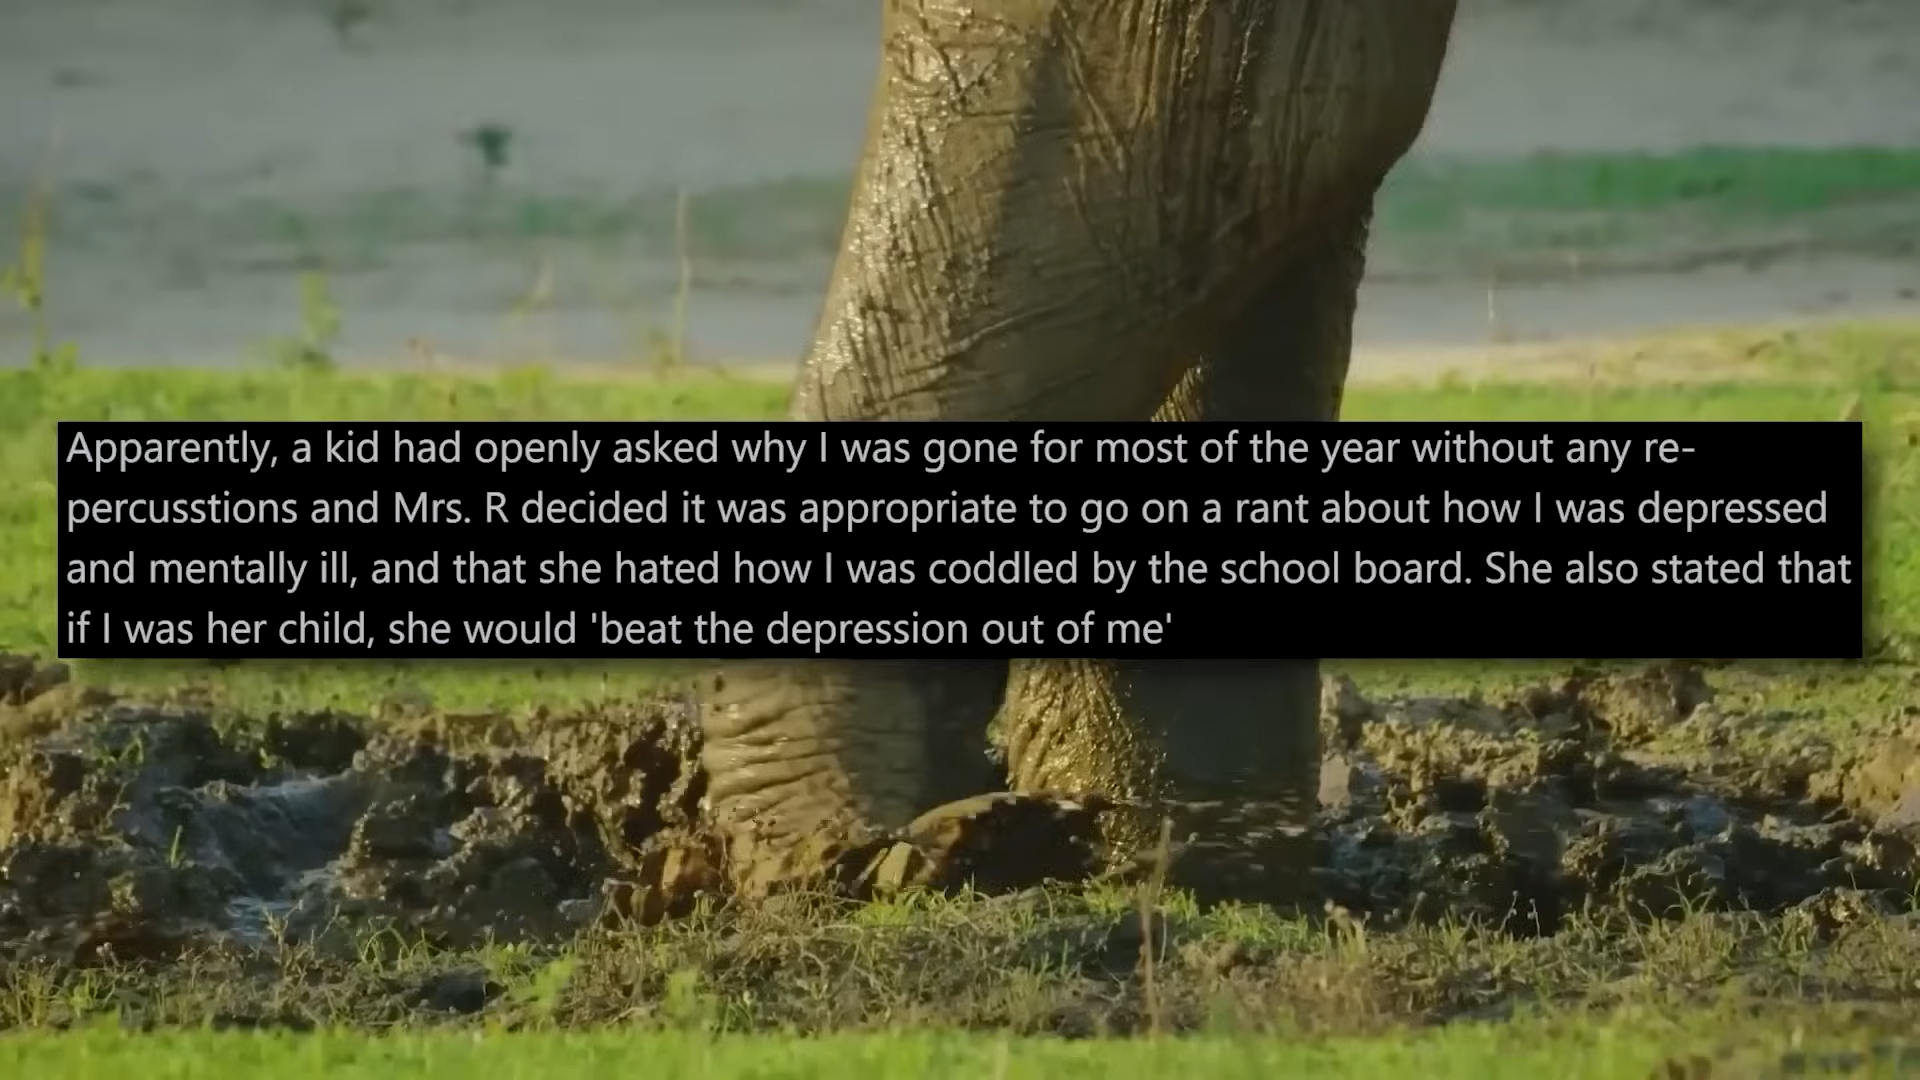 Apparently, a kid had openly asked why I was gone for most of the year without any re-
percusstions and Mrs. R decided it was appropriate to go on a rant about how I was depressed
and mentally ill, and that she hated how I was coddled by the school board. She also stated that
if I was her child, she would 'beat the depression out of me'